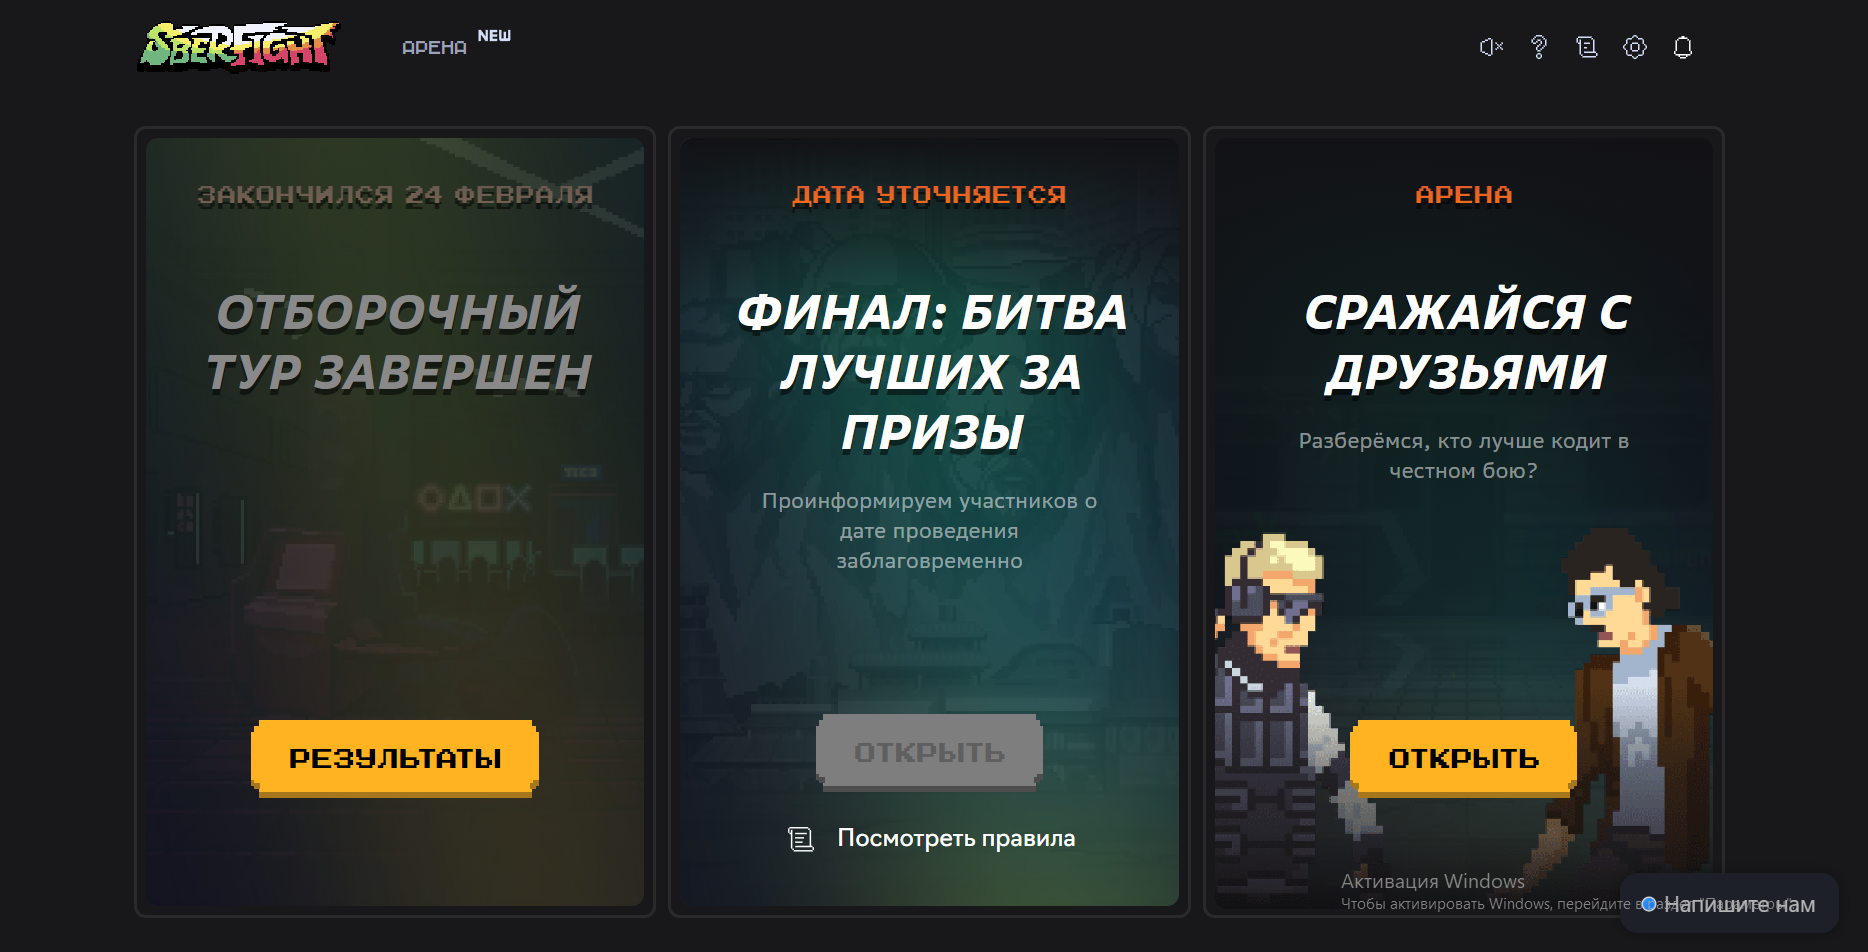 SBERFIGHT
АРЕНА NEW
ЗАКОНЧИЛСЯ 24 ФЕВРАЛЯ
ОТБОРОЧНЫЙ
ТУР ЗАВЕРШЕН
РЕЗУЛЬТАТЫ
ДАТА УТОЧНЯЕТСЯ
ФИНАЛ: БИТВА
ЛУЧШИХ ЗА
ПРИЗЫ
Проинформируем участников о
дате проведения
заблаговременно
ОТКРЫТЬ
Посмотреть правила
АРЕНА
СРАЖАЙСЯ С
ДРУЗЬЯМИ
Разберёмся, кто лучше кодит в
честном бою?
ОТКРЫТЬ
Активация Windows
Чтобы активировать Windows, перейдите в раздел "Параметры".
Напишите нам